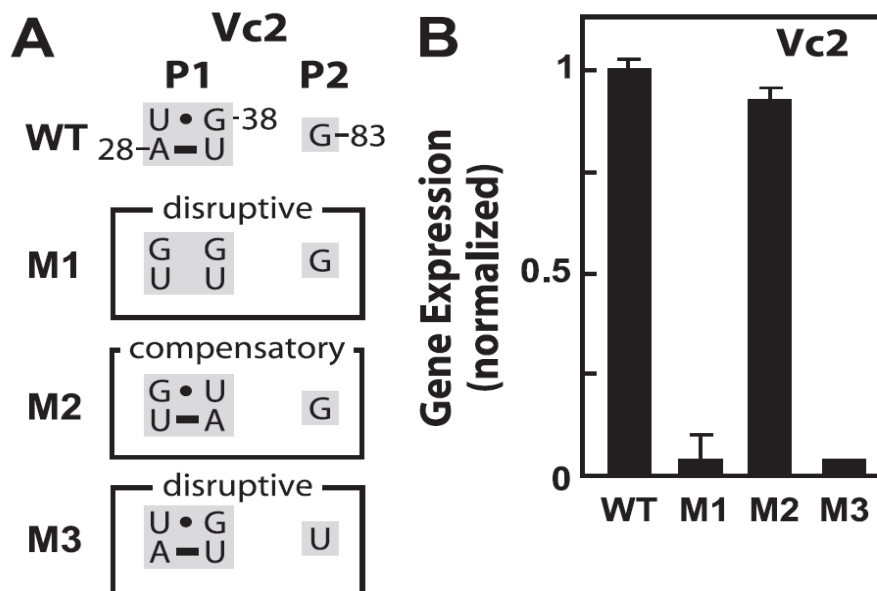 A
Vc2
P1 P2
WT
U • G -38
28- A – U
G -83
disruptive
M1
G G
U U
G
compensatory
M2
G • U
U – A
G
disruptive
M3
U • G
A – U
U
B
Vc2
Gene Expression
(normalized)
1
0.5
0
WT M1 M2 M3